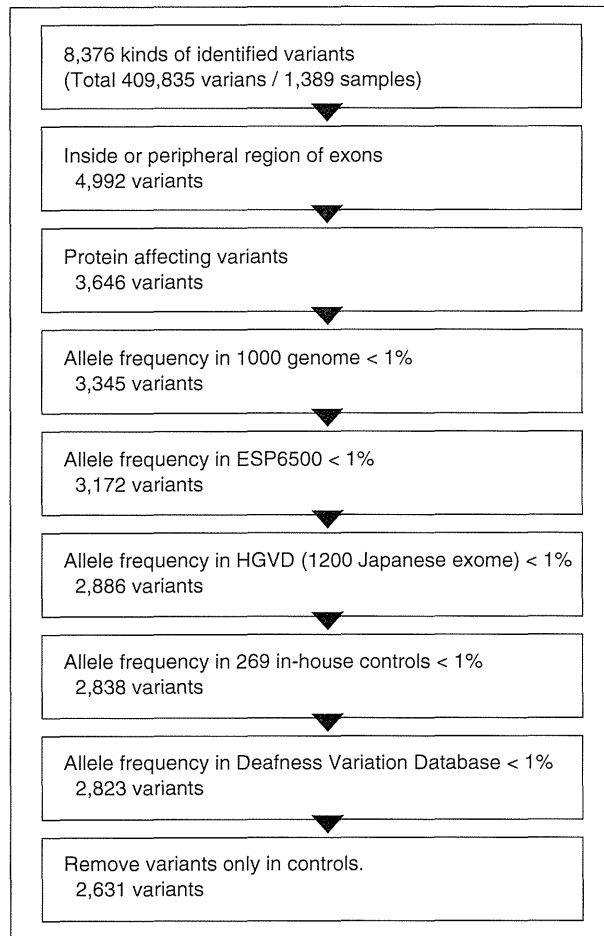 8,376 kinds of identified variants
(Total 409,835 varians / 1,389 samples)
Inside or peripheral region of exons
4,992 variants
Protein affecting variants
3,646 variants
Allele frequency in 1000 genome < 1%
3,345 variants
Allele frequency in ESP6500 < 1%
3,172 variants
Allele frequency in HGVD (1200 Japanese exome) < 1%
2,886 variants
Allele frequency in 269 in-house controls < 1%
2,838 variants
Allele frequency in Deafness Variation Database < 1%
2,823 variants
Remove variants only in controls.
2,631 variants